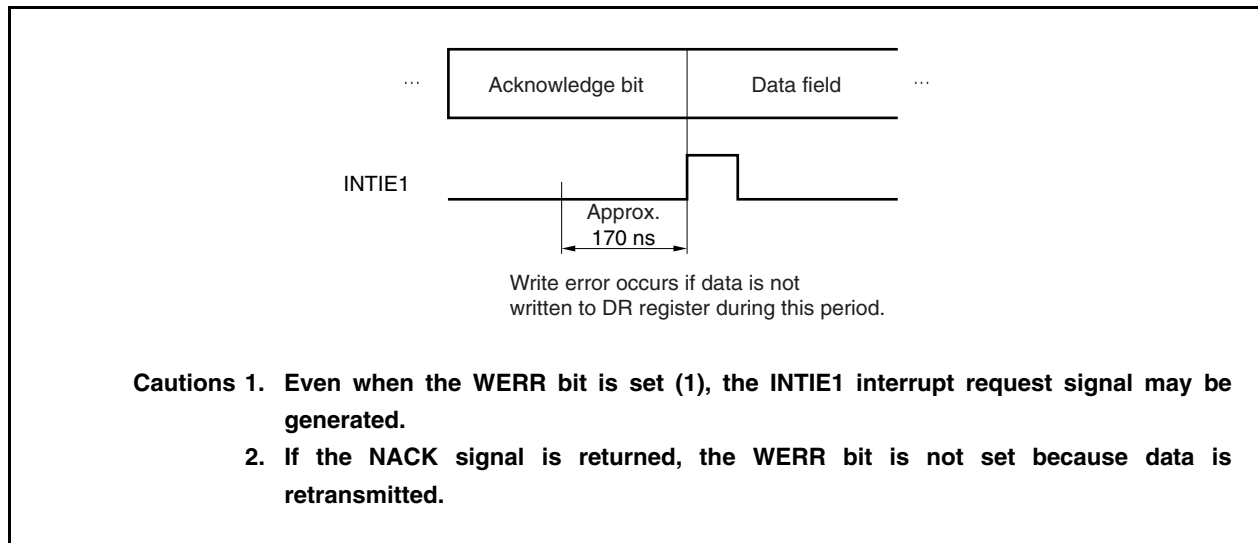 … Acknowledge bit Data field …
INTIE1
Approx.
170 ns
Write error occurs if data is not
written to DR register during this period.
Cautions 1. Even when the WERR bit is set (1), the INTIE1 interrupt request signal may be
generated.
2. If the NACK signal is returned, the WERR bit is not set because data is
retransmitted.